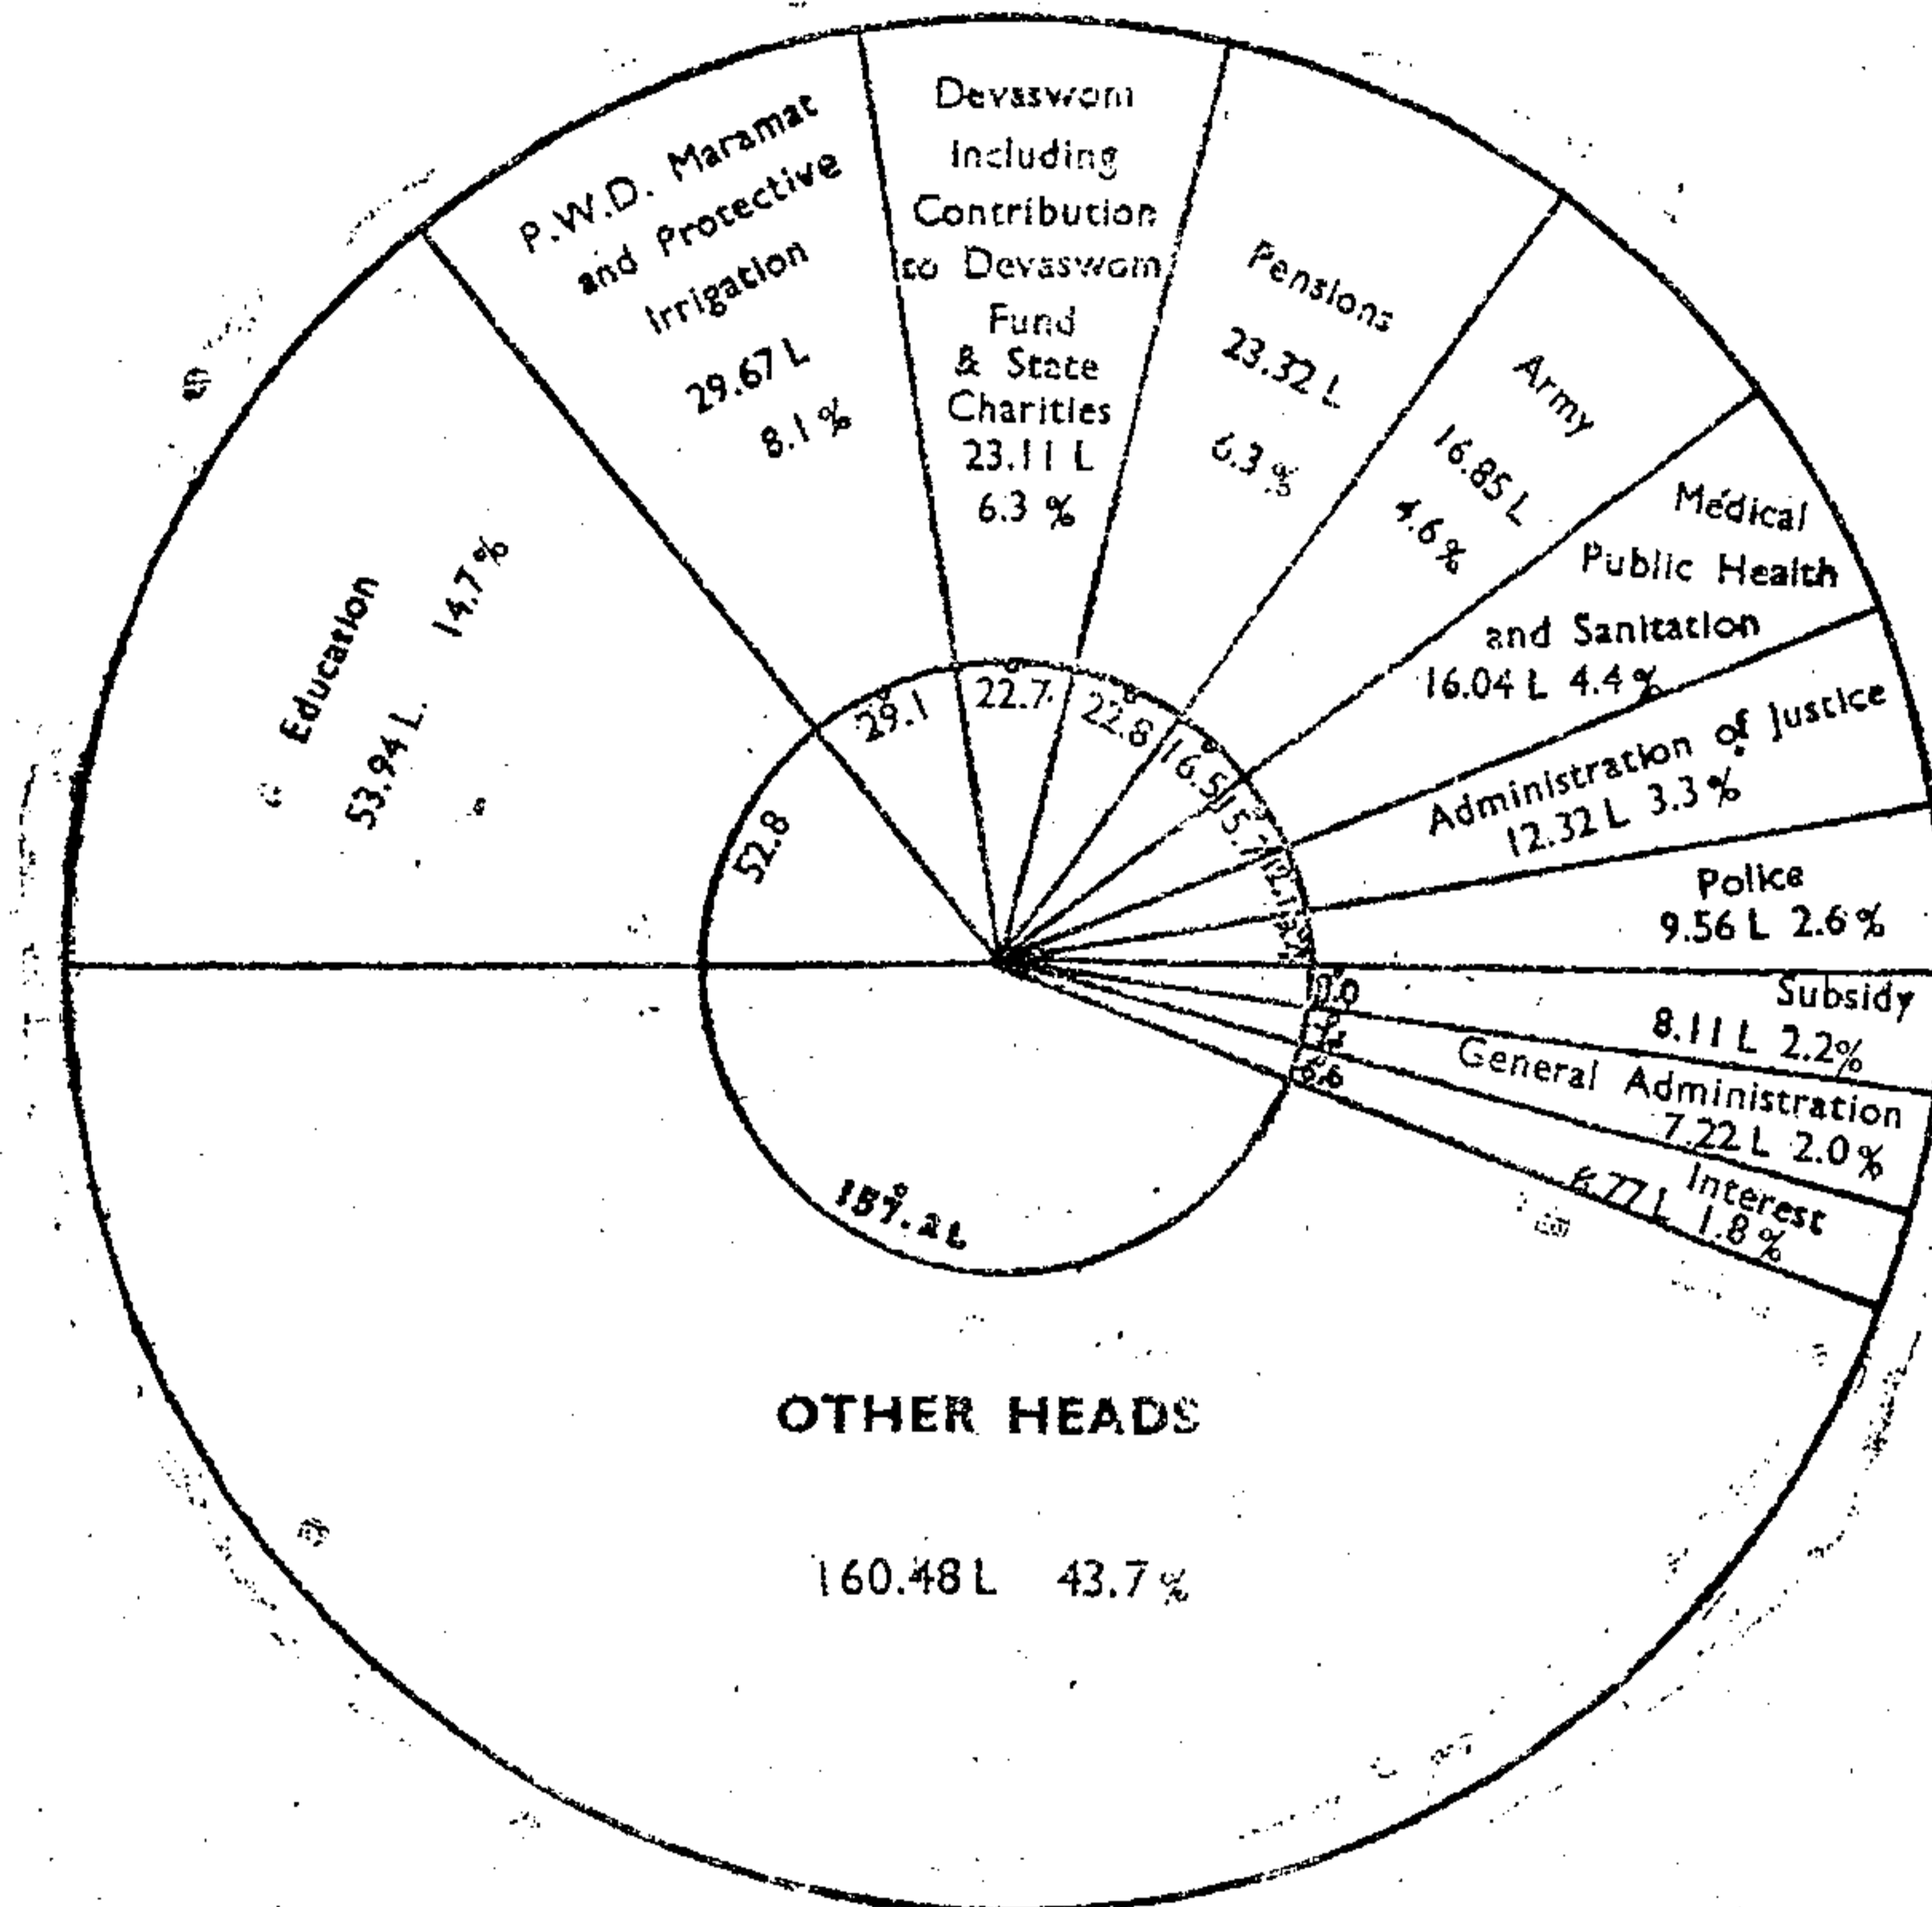 P.W.D. Maramat
and Protective
Irrigation
29.67 L
8.1 %
Devaswom
Including
Contribution
to Devaswom
Fund
& State
Charities
23.11 L
6.3 %
Pensions
23.32 L
6.3 %
Army
16.85 L
4.6 %
Medical
Public Health
and Sanitation
16.04 L 4.4 %
Administration of Justice
12.32 L 3.3 %
Police
9.56 L 2.6 %
Subsidy
8.11 L 2.2%
General Administration
7.22 L 2.0 %
Interest
6.77 L 1.8 %
Education
53.94 L. 14.7 %
52.8
29.1
22.7
22.8
16.5
15.7
OTHER HEADS
160.48 L 43.7 %